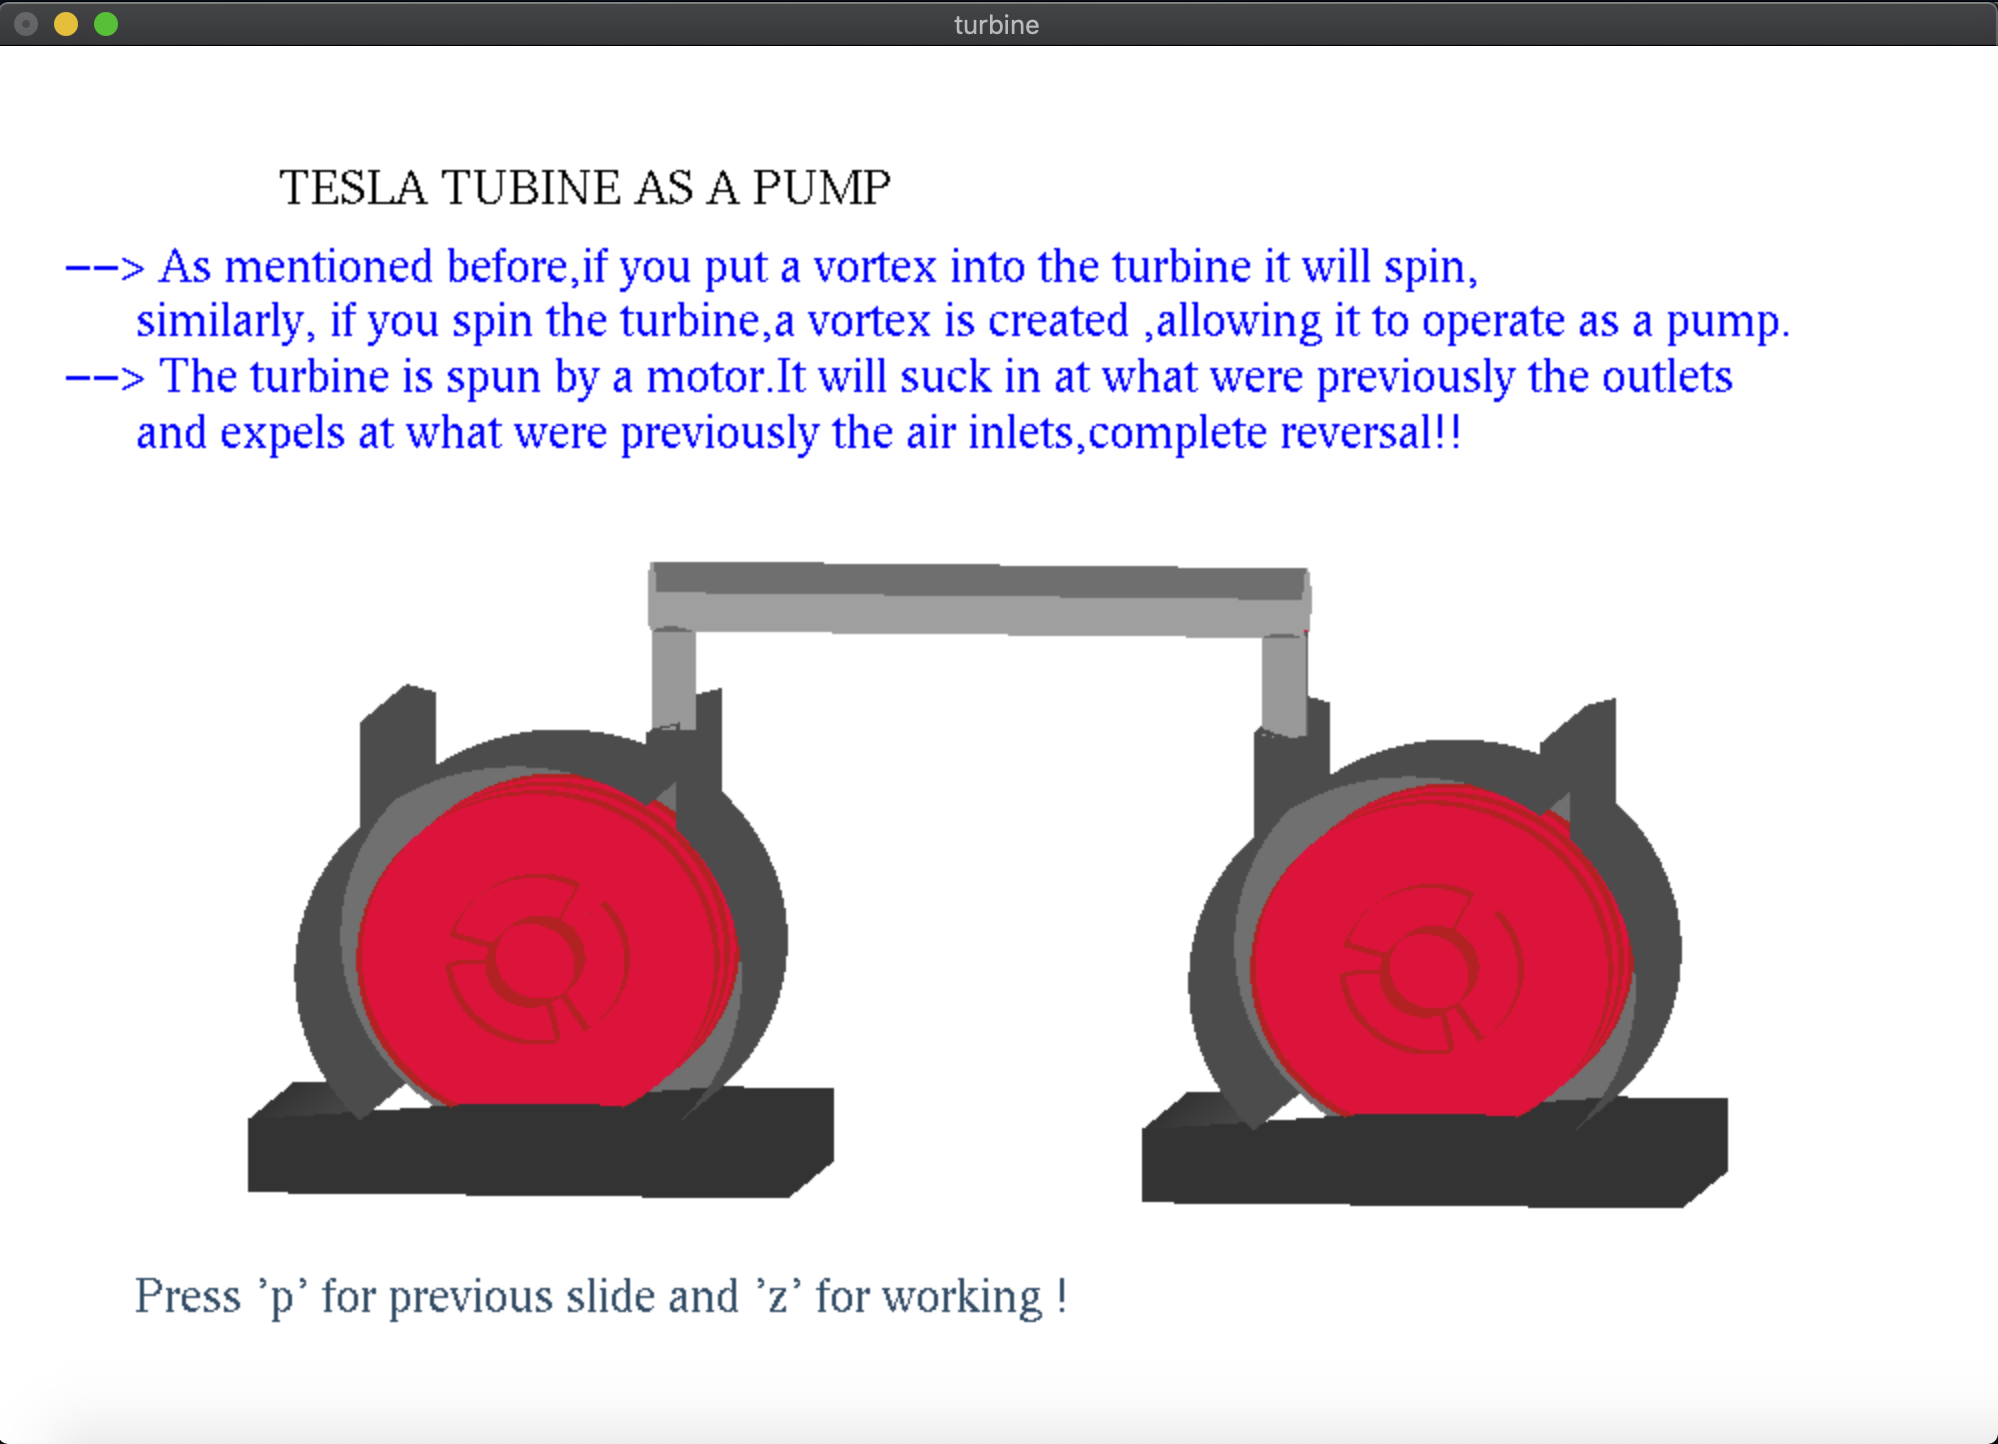 turbine
TESLA TUBINE AS A PUMP
--> As mentioned before,if you put a vortex into the turbine it will spin,
similarly, if you spin the turbine,a vortex is created ,allowing it to operate as a pump.
--> The turbine is spun by a motor.It will suck in at what were previously the outlets
and expels at what were previously the air inlets,complete reversal!!
Press 'p' for previous slide and 'z' for working !